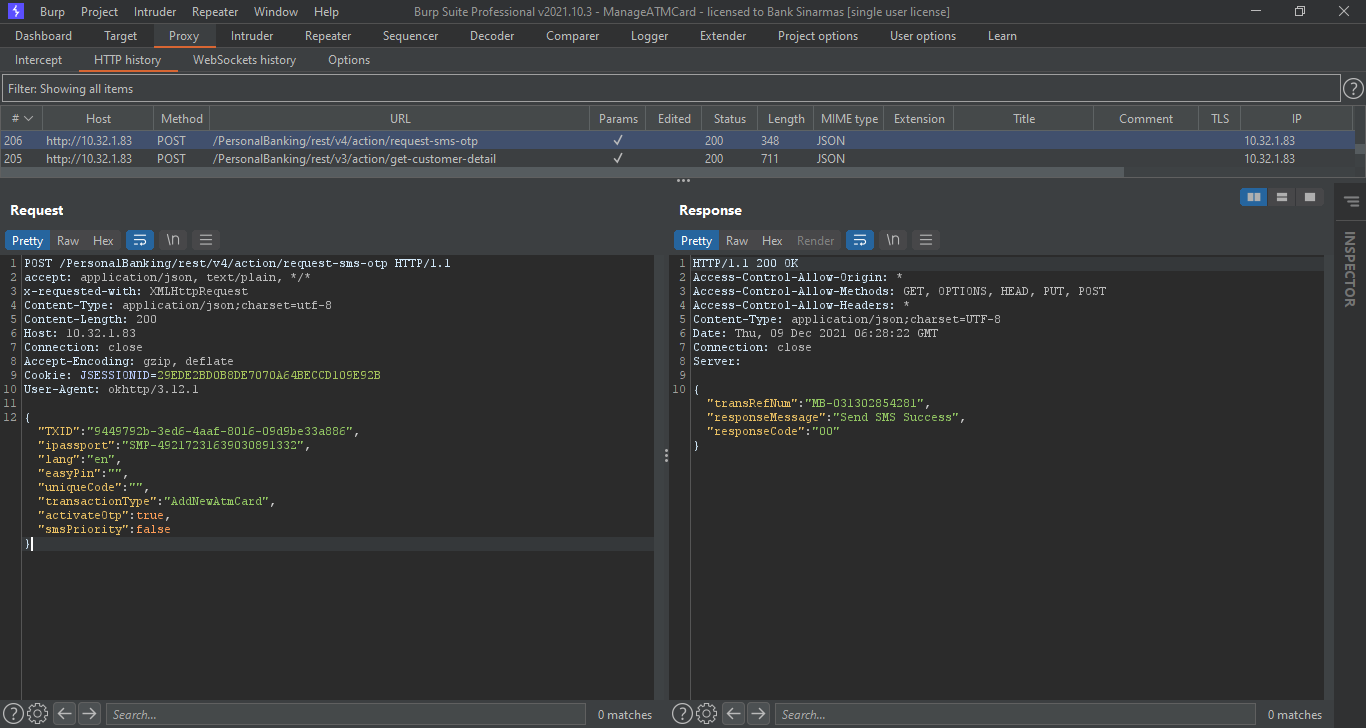 Burp Project Intruder Repeater Window Help Burp Suite Professional v2021.10.3 - ManageATMCard - licensed to Bank Sinarmas [single user license]
Dashboard Target Proxy Intruder Repeater Sequencer Decoder Comparer Logger Extender Project options User options Learn
Intercept HTTP history WebSockets history Options
Filter: Showing all items ?
# Host Method URL Params Edited Status Length MIME type Extension Title Comment TLS IP
206 http://10.32.1.83 POST /PersonalBanking/rest/v4/action/request-sms-otp ✓ 200 348 JSON 10.32.1.83
205 http://10.32.1.83 POST /PersonalBanking/rest/v3/action/get-customer-detail ✓ 200 711 JSON 10.32.1.83
Request
Pretty Raw Hex \n
1 POST /PersonalBanking/rest/v4/action/request-sms-otp HTTP/1.1
2 accept: application/json, text/plain, */*
3 x-requested-with: XMLHttpRequest
4 Content-Type: application/json;charset=utf-8
5 Content-Length: 200
6 Host: 10.32.1.83
7 Connection: close
8 Accept-Encoding: gzip, deflate
9 Cookie: JSESSIONID=29EDE2BD0B8DE7070A64BECCD109E92B
10 User-Agent: okhttp/3.12.1
11
12 {
"TXID":"9449792b-3ed6-4aaf-8016-09d9be33a886",
"ipassport":"SMP-49217231639030891332",
"lang":"en",
"easyPin":"",
"uniqueCode":"",
"transactionType":"AddNewAtmCard",
"activateOtp":true,
"smsPriority":false
}
Response
Pretty Raw Hex Render \n
1 HTTP/1.1 200 OK
2 Access-Control-Allow-Origin: *
3 Access-Control-Allow-Methods: GET, OPTIONS, HEAD, PUT, POST
4 Access-Control-Allow-Headers: *
5 Content-Type: application/json;charset=UTF-8
6 Date: Thu, 09 Dec 2021 06:28:22 GMT
7 Connection: close
8 Server:
9
10 {
"transRefNum":"MB-031302854281",
"responseMessage":"Send SMS Success",
"responseCode":"00"
}
INSPECTOR
? Search... 0 matches
? Search... 0 matches